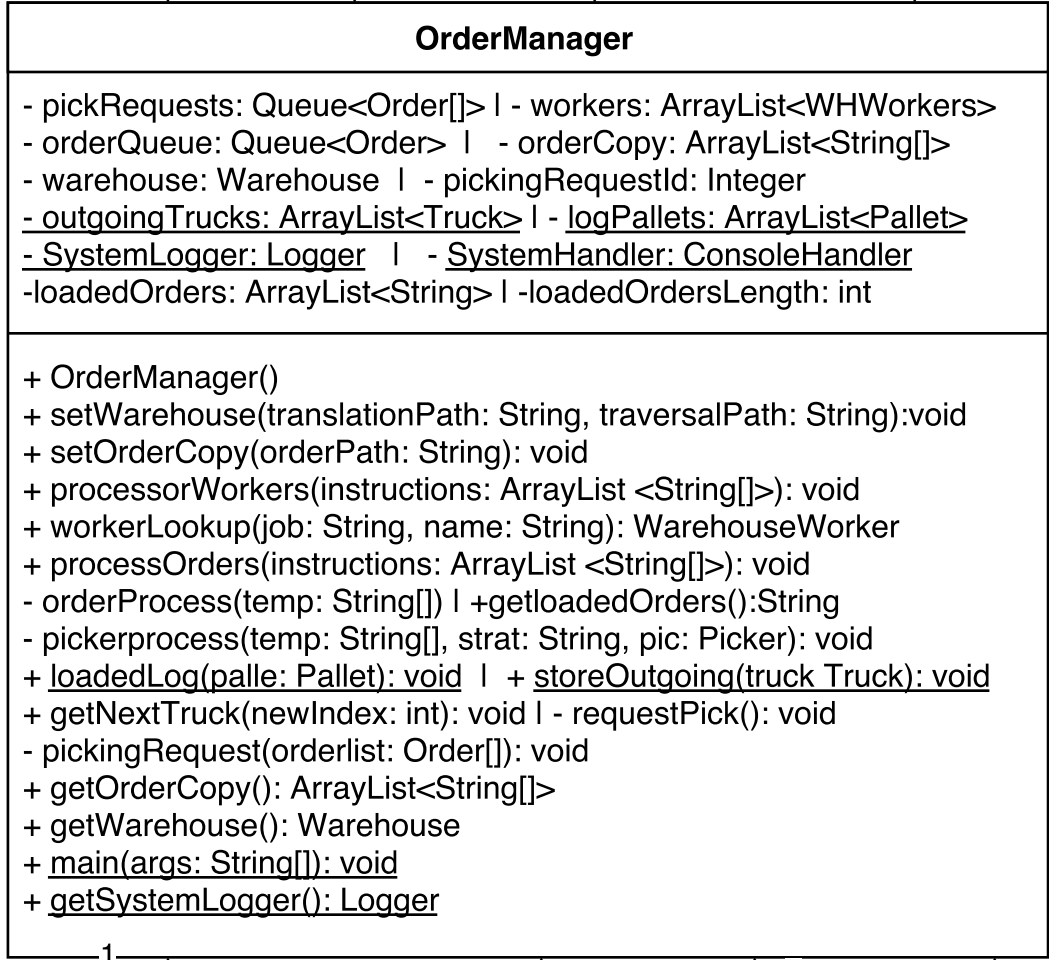 OrderManager
- pickRequests: Queue<Order[]> | - workers: ArrayList<WHWorkers>
- orderQueue: Queue<Order> | - orderCopy: ArrayList<String[]>
- warehouse: Warehouse | - pickingRequestId: Integer
- outgoingTrucks: ArrayList<Truck> | - logPallets: ArrayList<Pallet>
- SystemLogger: Logger | - SystemHandler: ConsoleHandler
-loadedOrders: ArrayList<String> | -loadedOrdersLength: int
+ OrderManager()
+ setWarehouse(translationPath: String, traversalPath: String):void
+ setOrderCopy(orderPath: String): void
+ processorWorkers(instructions: ArrayList <String[]>): void
+ workerLookup(job: String, name: String): WarehouseWorker
+ processOrders(instructions: ArrayList <String[]>): void
- orderProcess(temp: String[]) | +getloadedOrders():String
- pickerprocess(temp: String[], strat: String, pic: Picker): void
+ loadedLog(palle: Pallet): void | + storeOutgoing(truck Truck): void
+ getNextTruck(newIndex: int): void | - requestPick(): void
- pickingRequest(orderlist: Order[]): void
+ getOrderCopy(): ArrayList<String[]>
+ getWarehouse(): Warehouse
+ main(args: String[]): void
+ getSystemLogger(): Logger
1